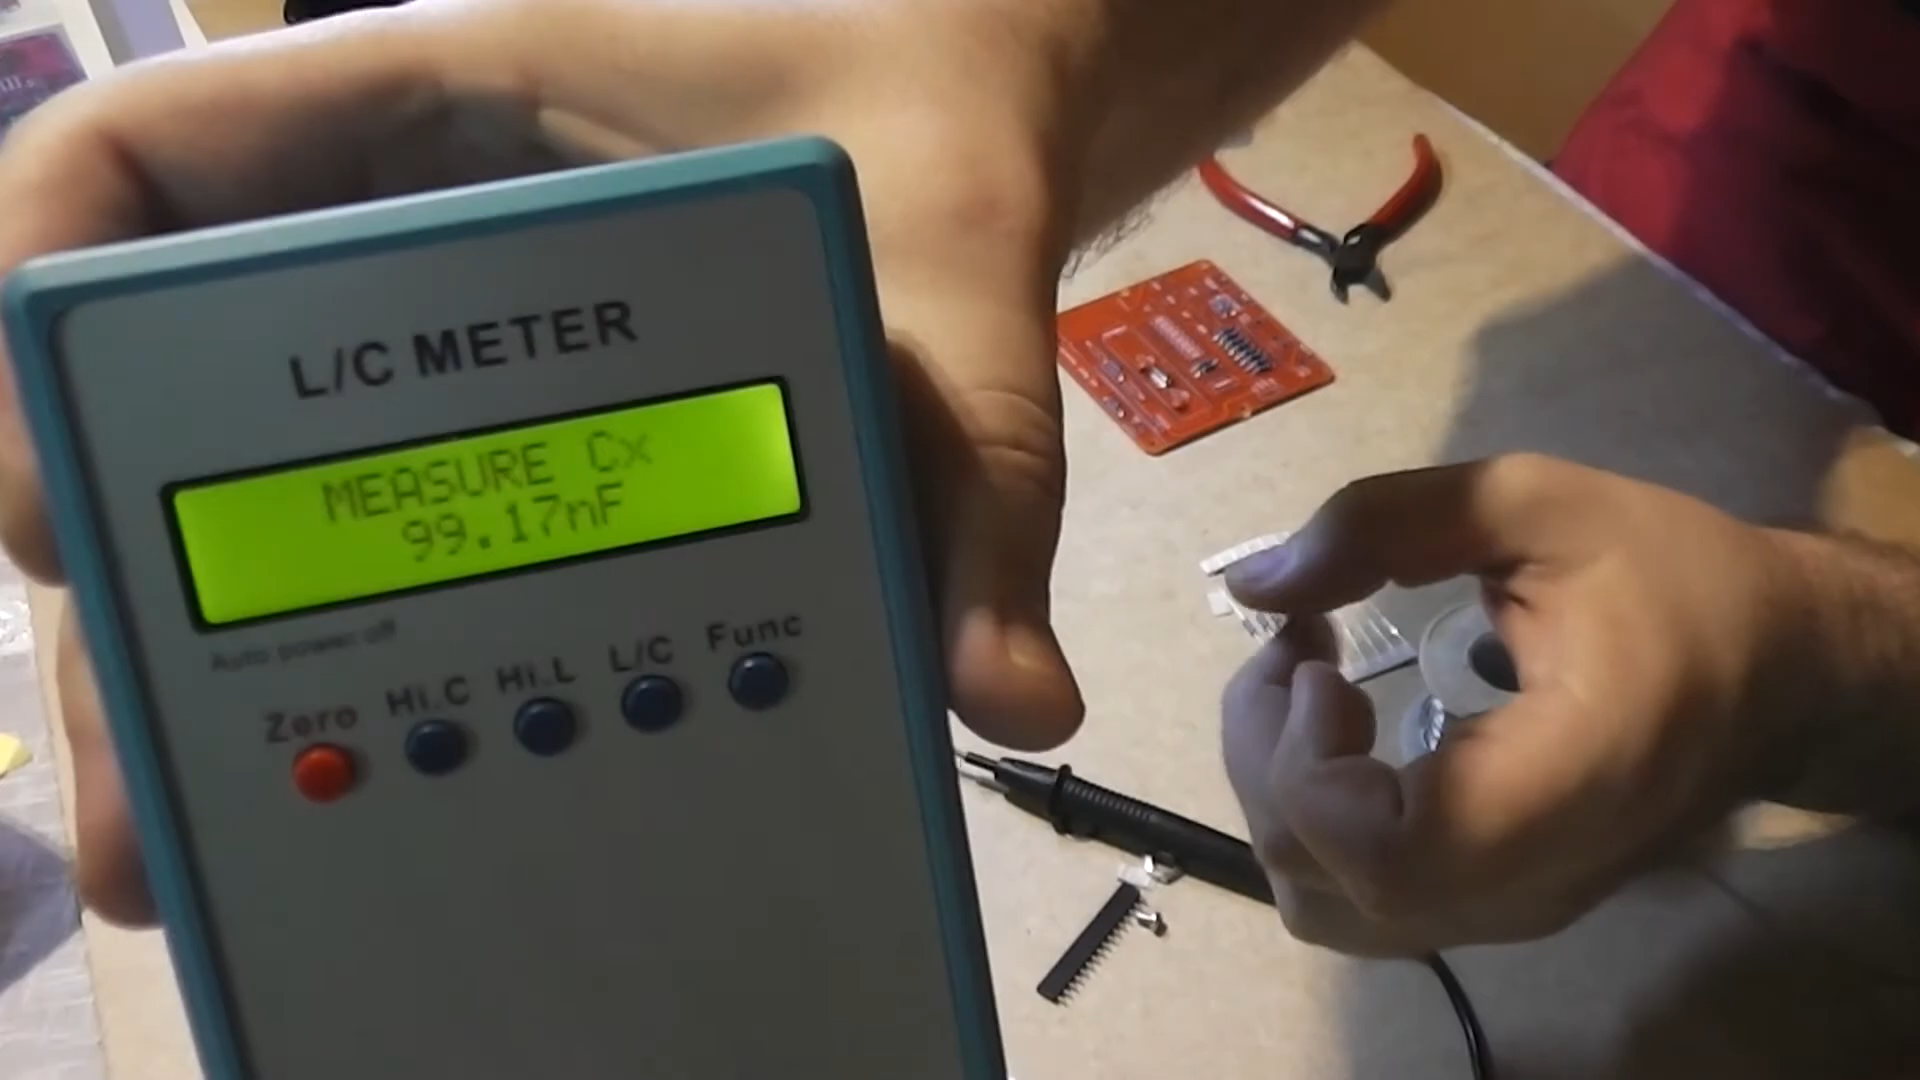 L/C METER
MEASURE Cx
99.17nF
Auto power off
Zero Hi.C Hi.L L/C Func